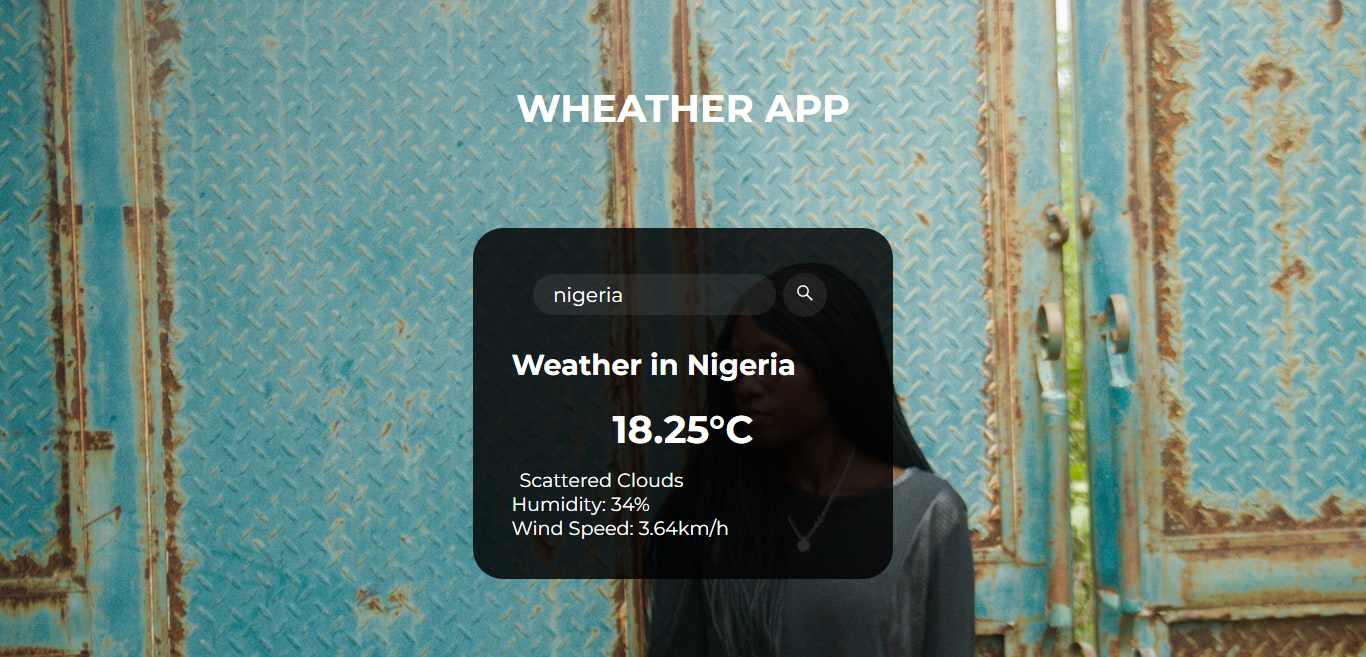 WHEATHER APP
nigeria
Weather in Nigeria
18.25°C
Scattered Clouds
Humidity: 34%
Wind Speed: 3.64km/h